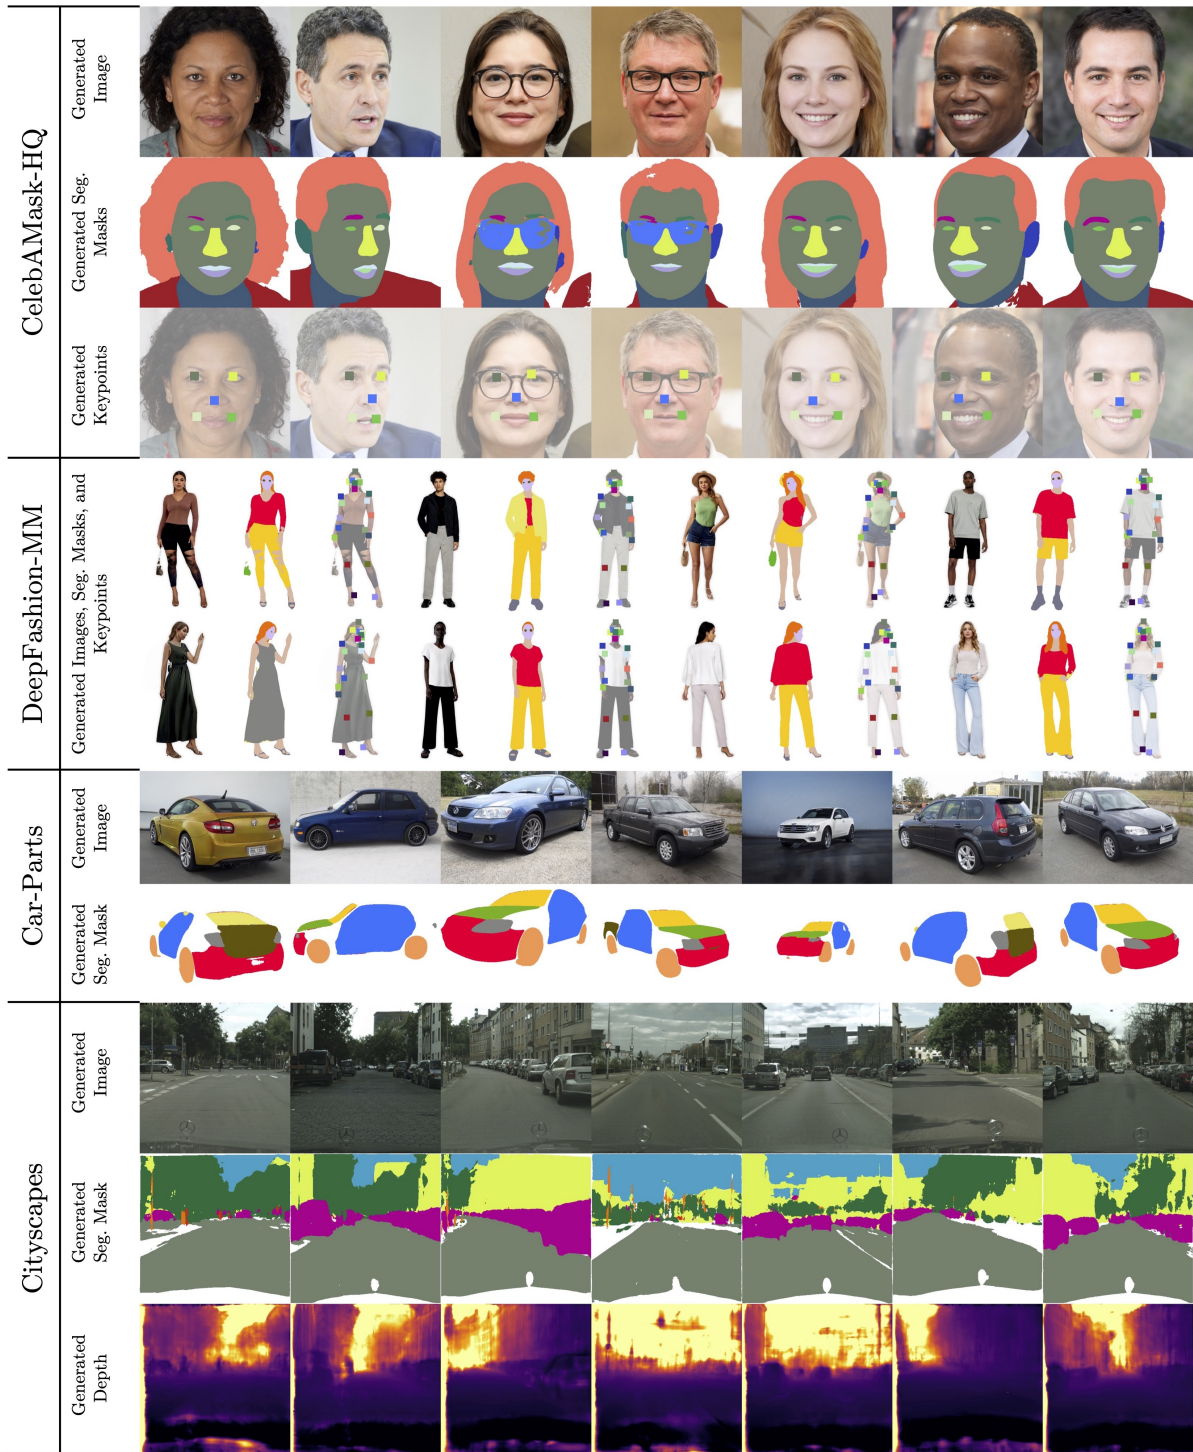 CelebAMask-HQ
Generated
Image
Generated Seg.
Masks
Generated
Keypoints
DeepFashion-MM
Generated Images, Seg. Masks, and
Keypoints
Car-Parts
Generated
Image
Generated
Seg. Mask
Cityscapes
Generated
Image
Generated
Seg. Mask
Generated
Depth